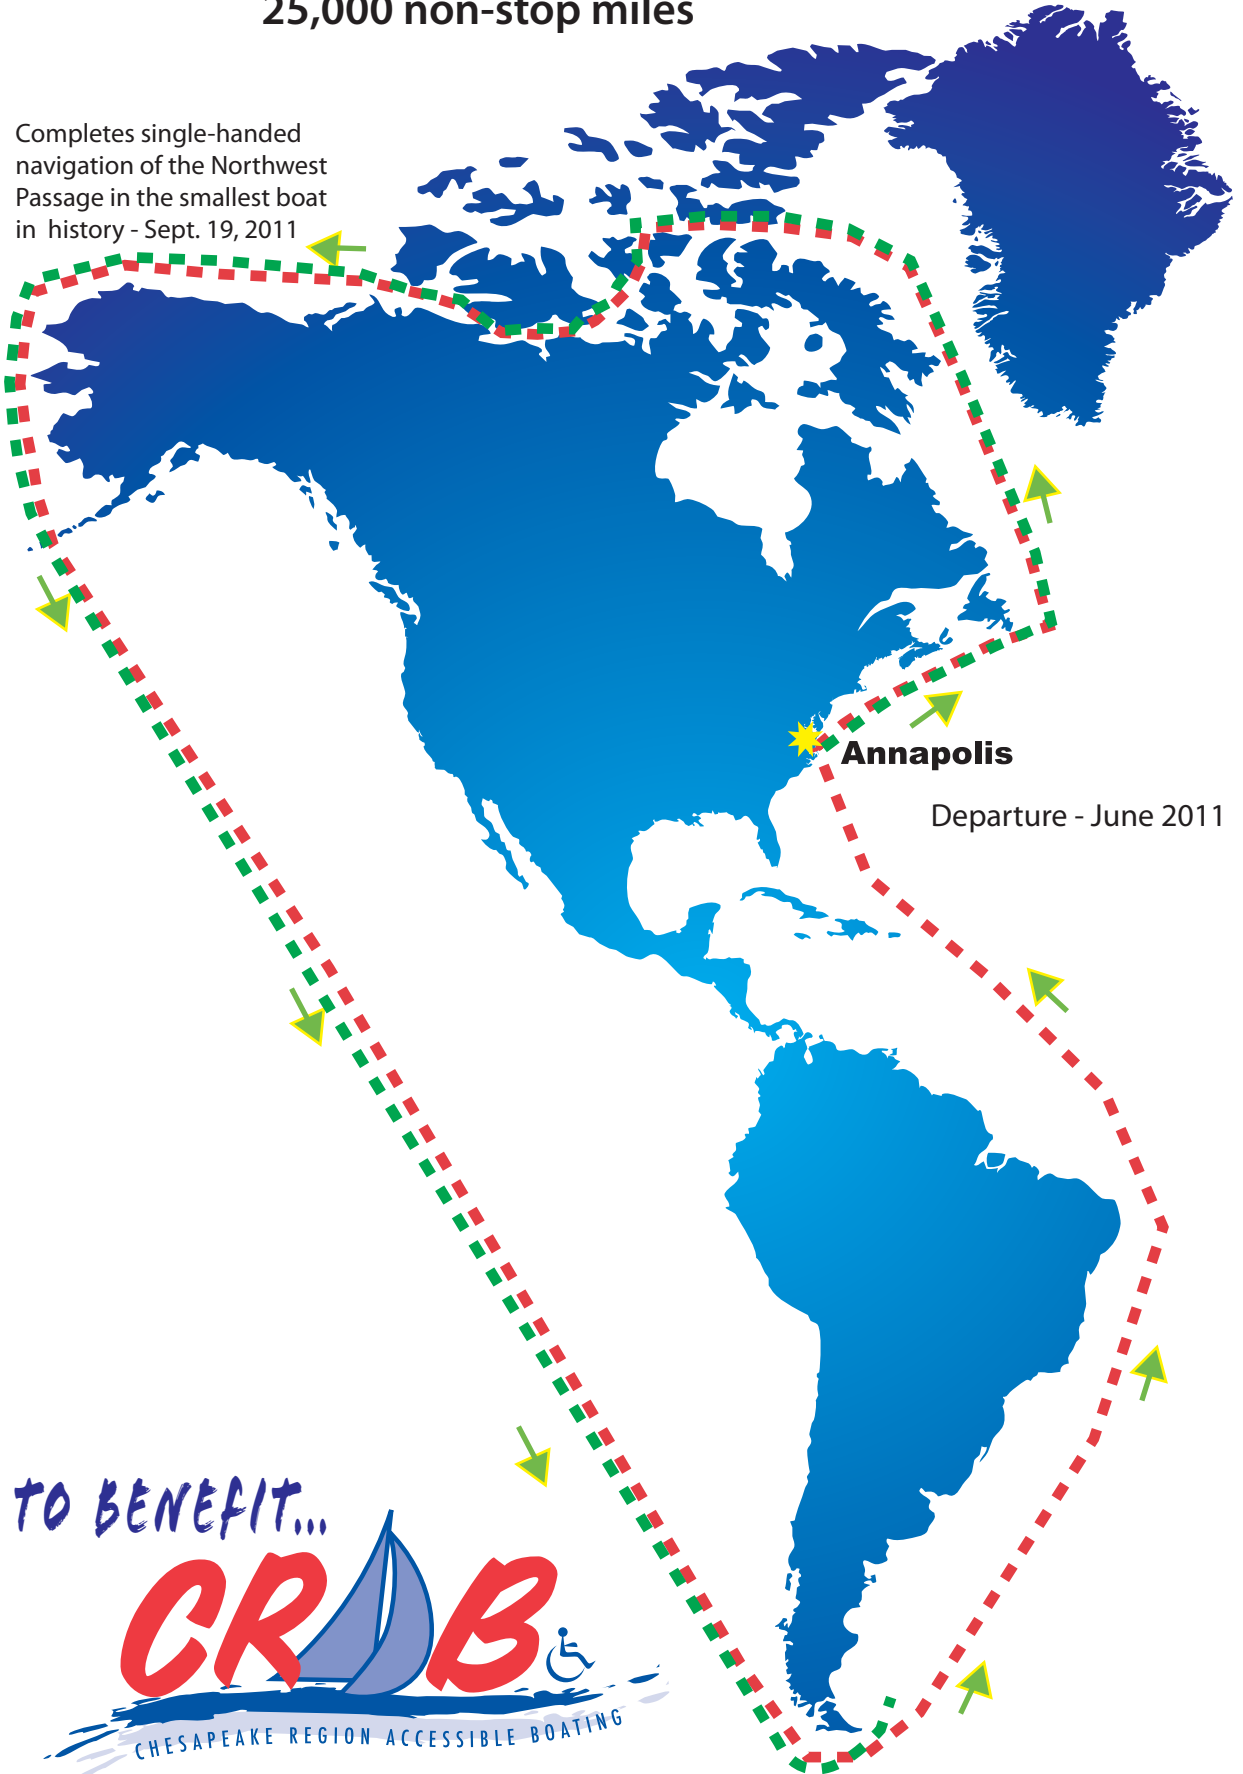 25,000 non-stop miles
Completes single-handed
navigation of the Northwest
Passage in the smallest boat
in history - Sept. 19, 2011
Annapolis
Departure - June 2011
TO BENEFIT...
CRAB
CHESAPEAKE REGION ACCESSIBLE BOATING